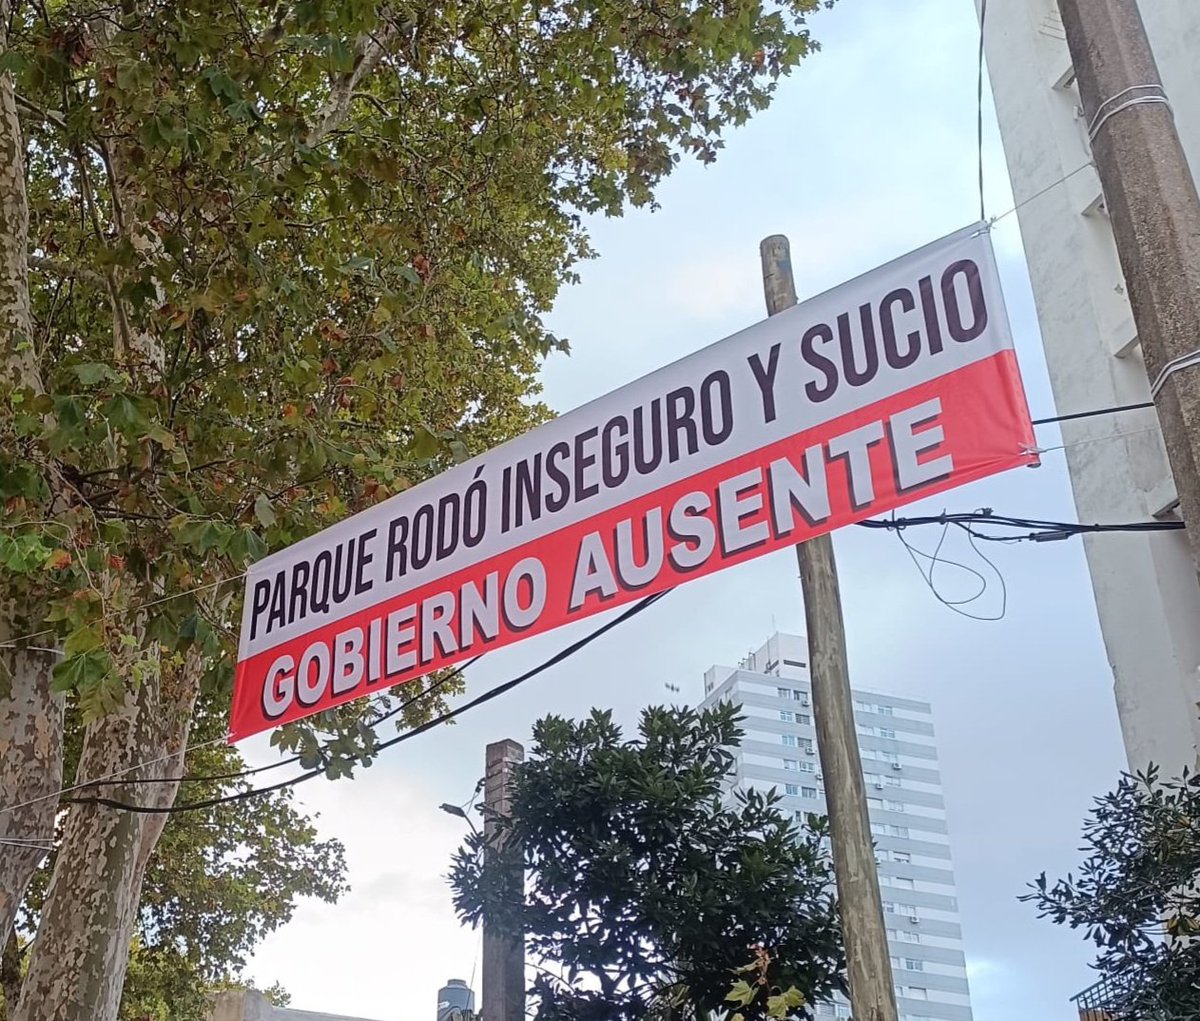 PARQUE RODÓ INSEGURO Y SUCIO
GOBIERNO AUSENTE